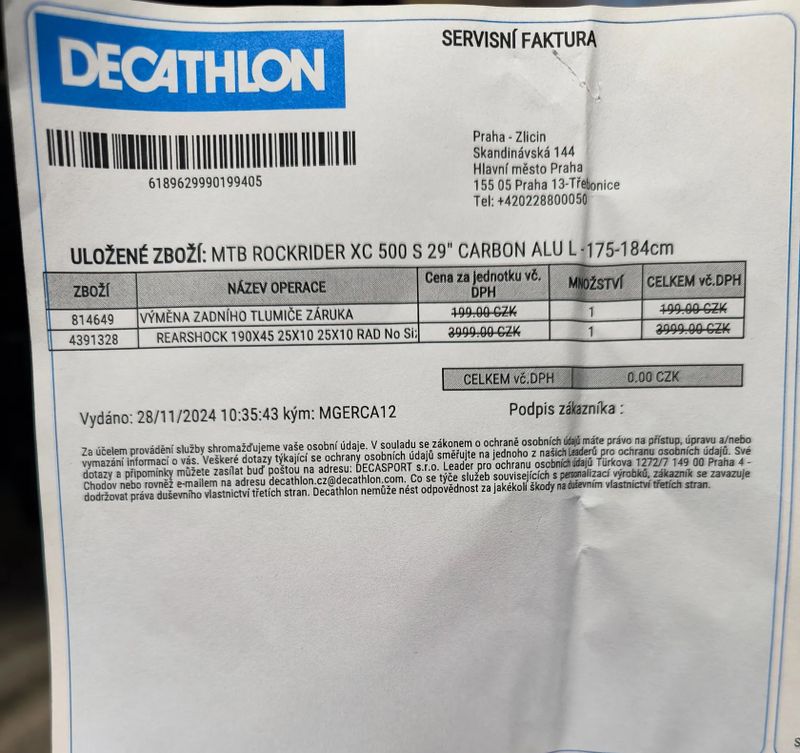 DECATHLON
SERVISNÍ FAKTURA
6189629990199405
Praha - Zlicin
Skandinávská 144
Hlavní město Praha
155 05 Praha 13-Třebonice
Tel: +420228800050
ULOŽENÉ ZBOŽÍ: MTB ROCKRIDER XC 500 S 29" CARBON ALU L -175-184cm
ZBOŽÍ NÁZEV OPERACE Cena za jednotku vč. DPH MNOŽSTVÍ CELKEM vč.DPH
814649 VÝMĚNA ZADNÍHO TLUMIČE ZÁRUKA 199.00 CZK 1 199.00 CZK
4391328 REARSHOCK 190X45 25X10 25X10 RAD No Si 3999.00 CZK 1 3999.00 CZK
CELKEM vč.DPH 0.00 CZK
Vydáno: 28/11/2024 10:35:43 kým: MGERCA12
Podpis zákazníka :
Za účelem provádění služby shromažďujeme vaše osobní údaje. V souladu se zákonem o ochraně osobních údajů máte právo na přístup, úpravu a/nebo
vymazání informací o vás. Veškeré dotazy týkající se ochrany osobních údajů směřujte na jednoho z našich Leaderů pro ochranu osobních údajů. Své
dotazy a připomínky můžete zasílat buď poštou na adresu: DECASPORT s.r.o. Leader pro ochranu osobních údajů Türkova 1272/7 149 00 Praha 4 -
Chodov nebo rovněž e-mailem na adresu decathlon.cz@decathlon.com. Co se týče služeb souvisejících s personalizací výrobků, zákazník se zavazuje
dodržovat práva duševního vlastnictví třetích stran. Decathlon nemůže nést odpovědnost za jakékoli škody na duševním vlastnictví třetích stran.